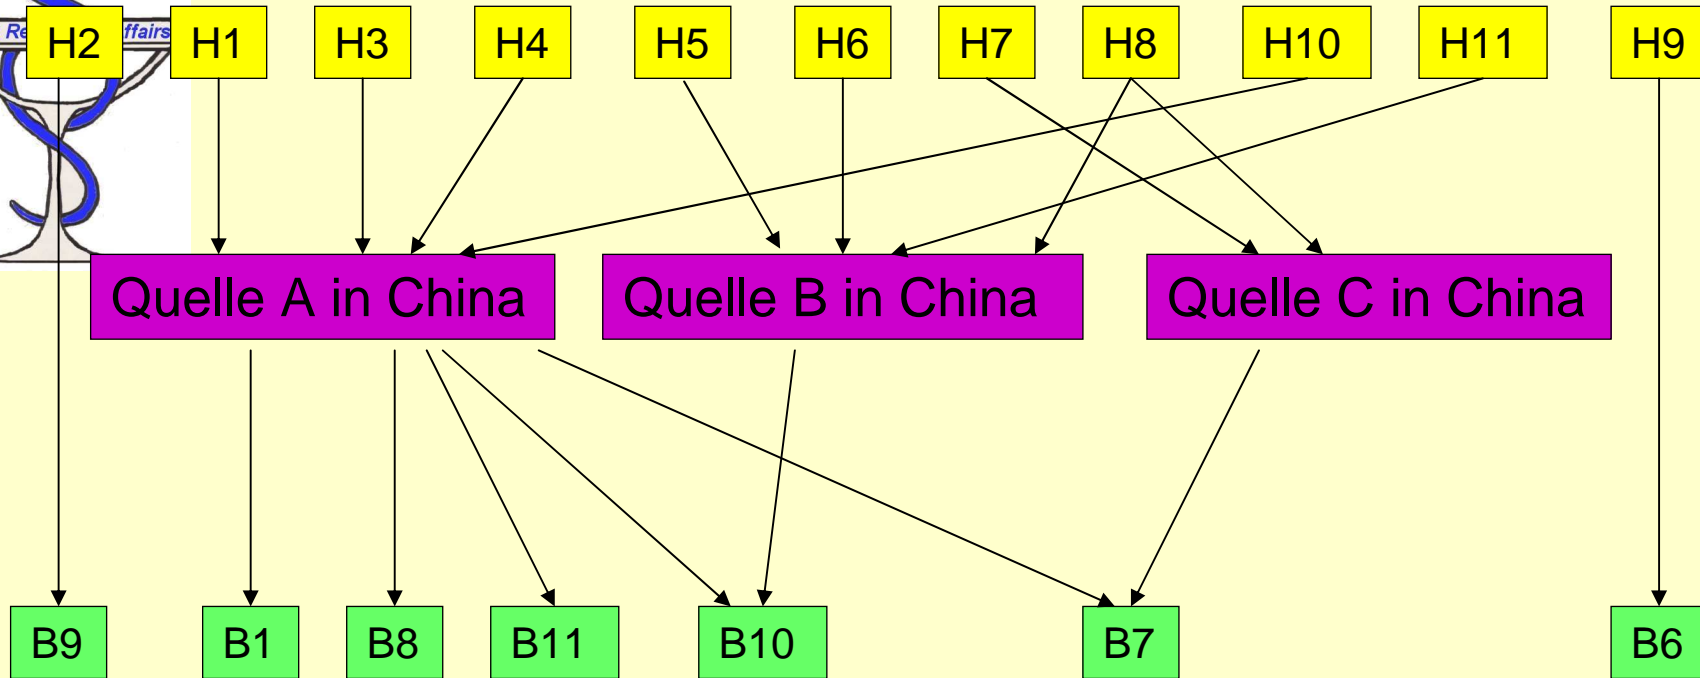 H2 H1 H3 H4 H5 H6 H7 H8 H10 H11 H9
Quelle A in China Quelle B in China Quelle C in China
B9 B1 B8 B11 B10 B7 B6